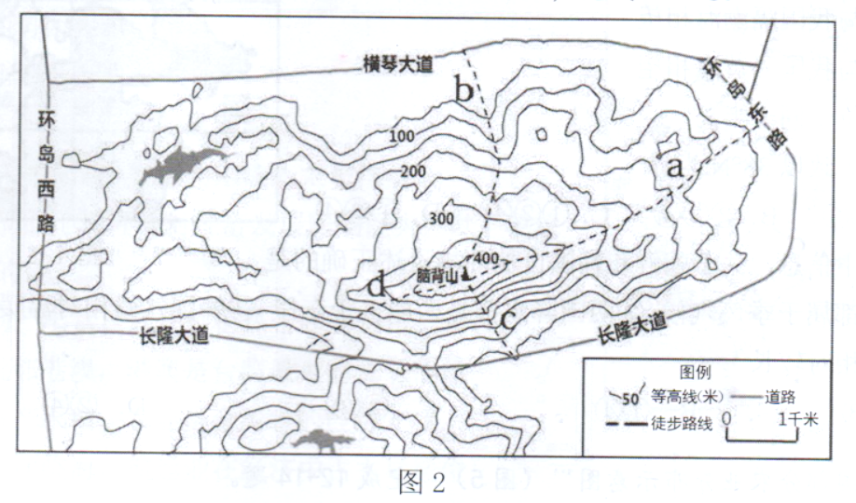 横琴大道
环岛东路
b
环岛西路
100
a
200
300
400
脑背山
d
c
长隆大道
长隆大道
图例
50 等高线(米) 道路
徒步路线 0 1千米
图2